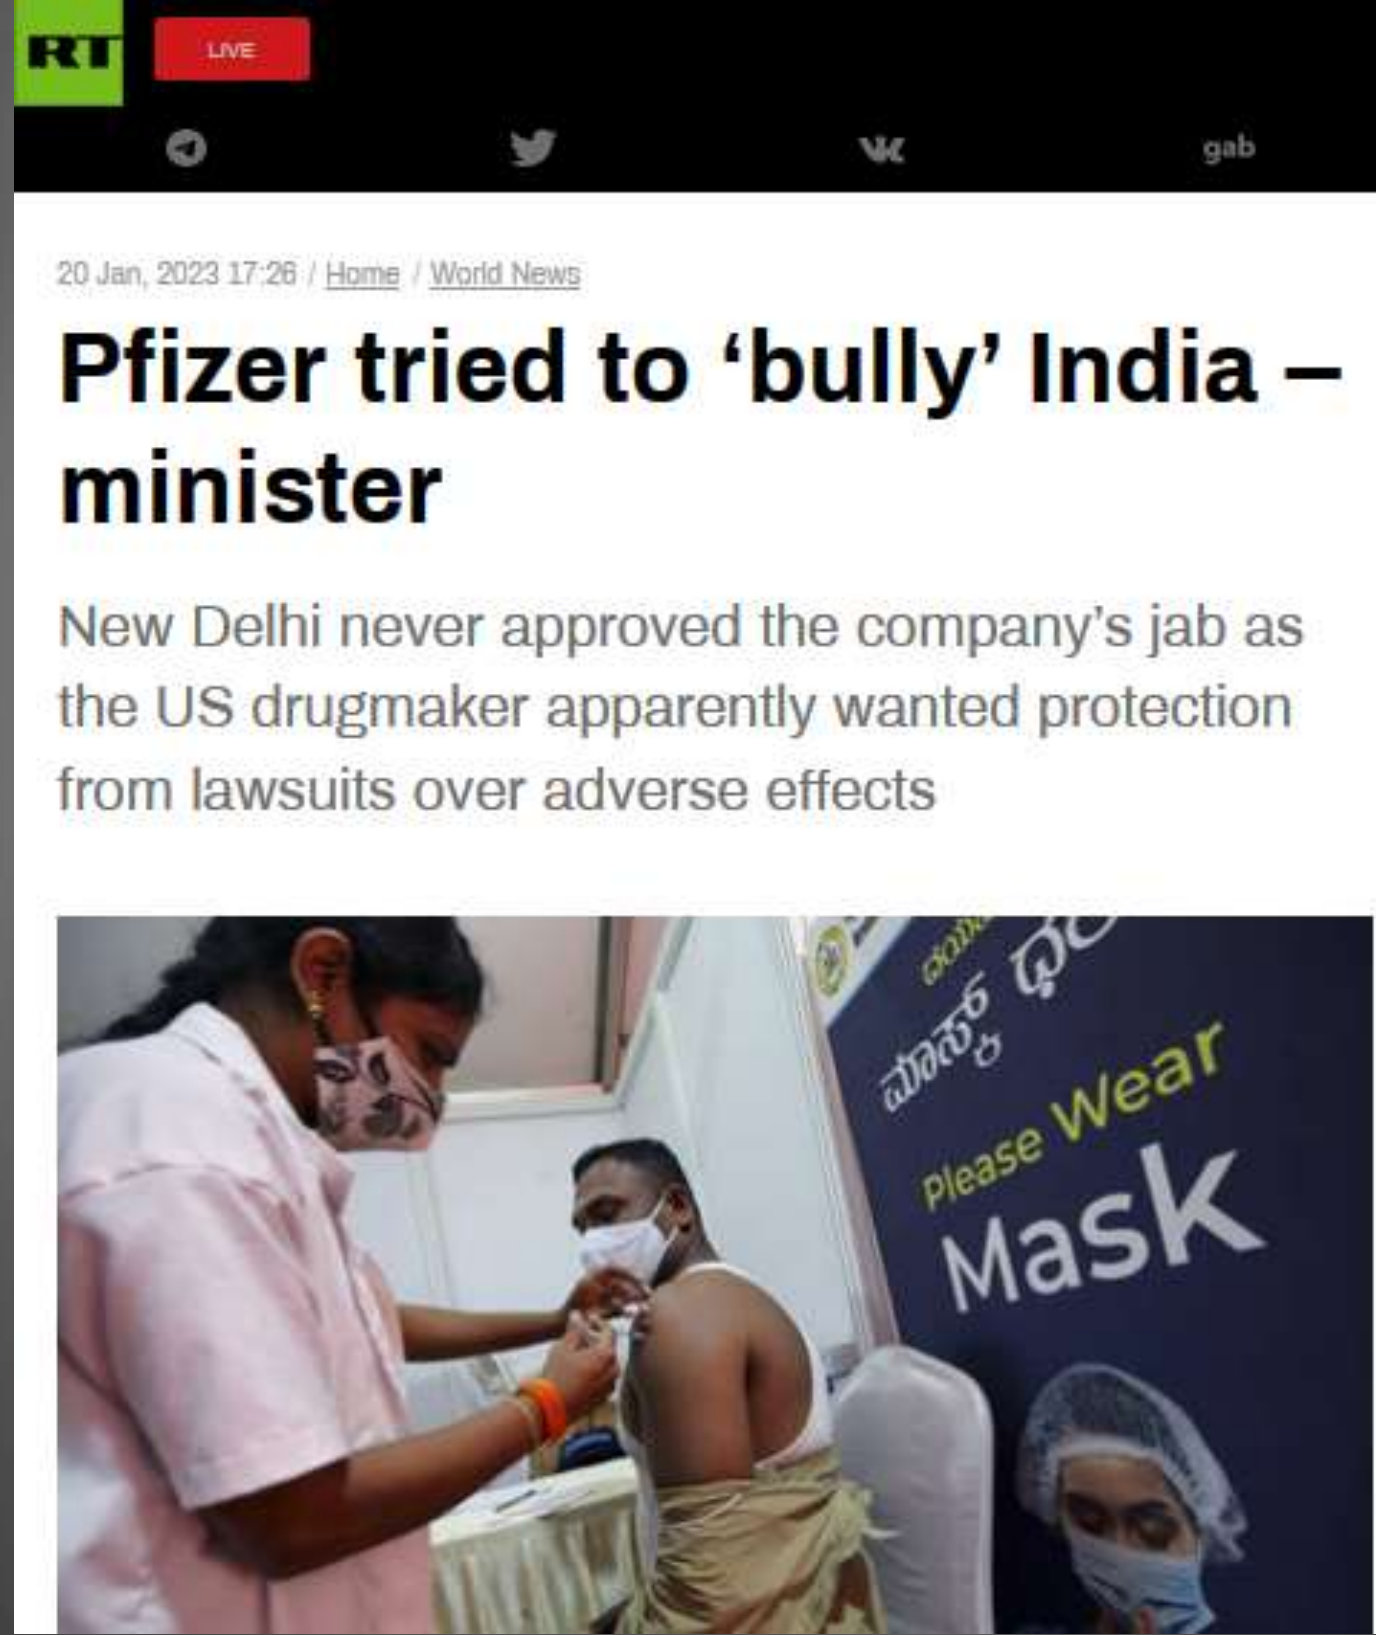 RT
LIVE
gab
20 Jan, 2023 17:26 / Home / World News
Pfizer tried to ‘bully’ India –
minister
New Delhi never approved the company’s jab as
the US drugmaker apparently wanted protection
from lawsuits over adverse effects
ಮಾಸ್ಕ್
Please Wear
Mask